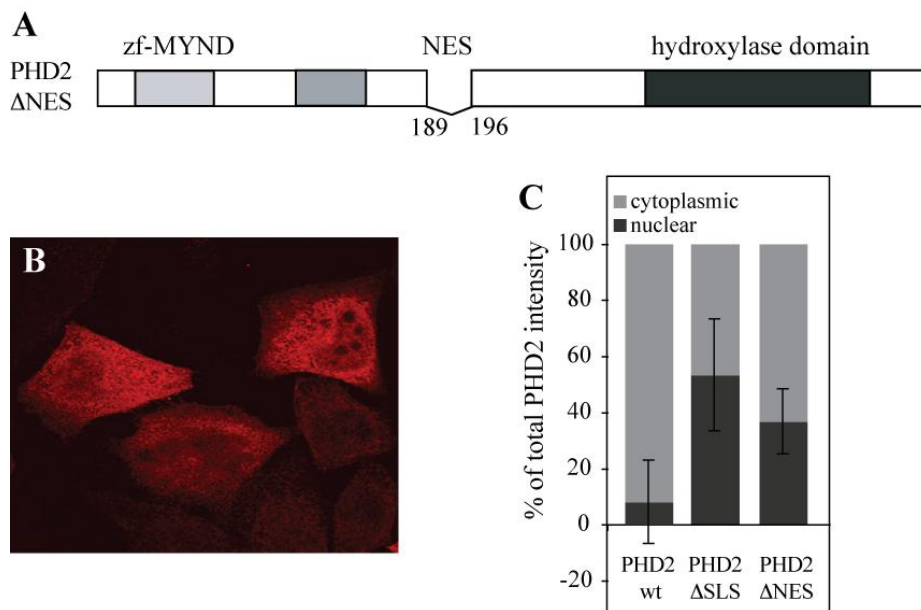 A
zf-MYND NES hydroxylase domain
PHD2
ΔNES
189 196
B
C
cytoplasmic
nuclear
% of total PHD2 intensity
100
80
60
40
20
0
-20
PHD2 PHD2 PHD2
wt ΔSLS ΔNES